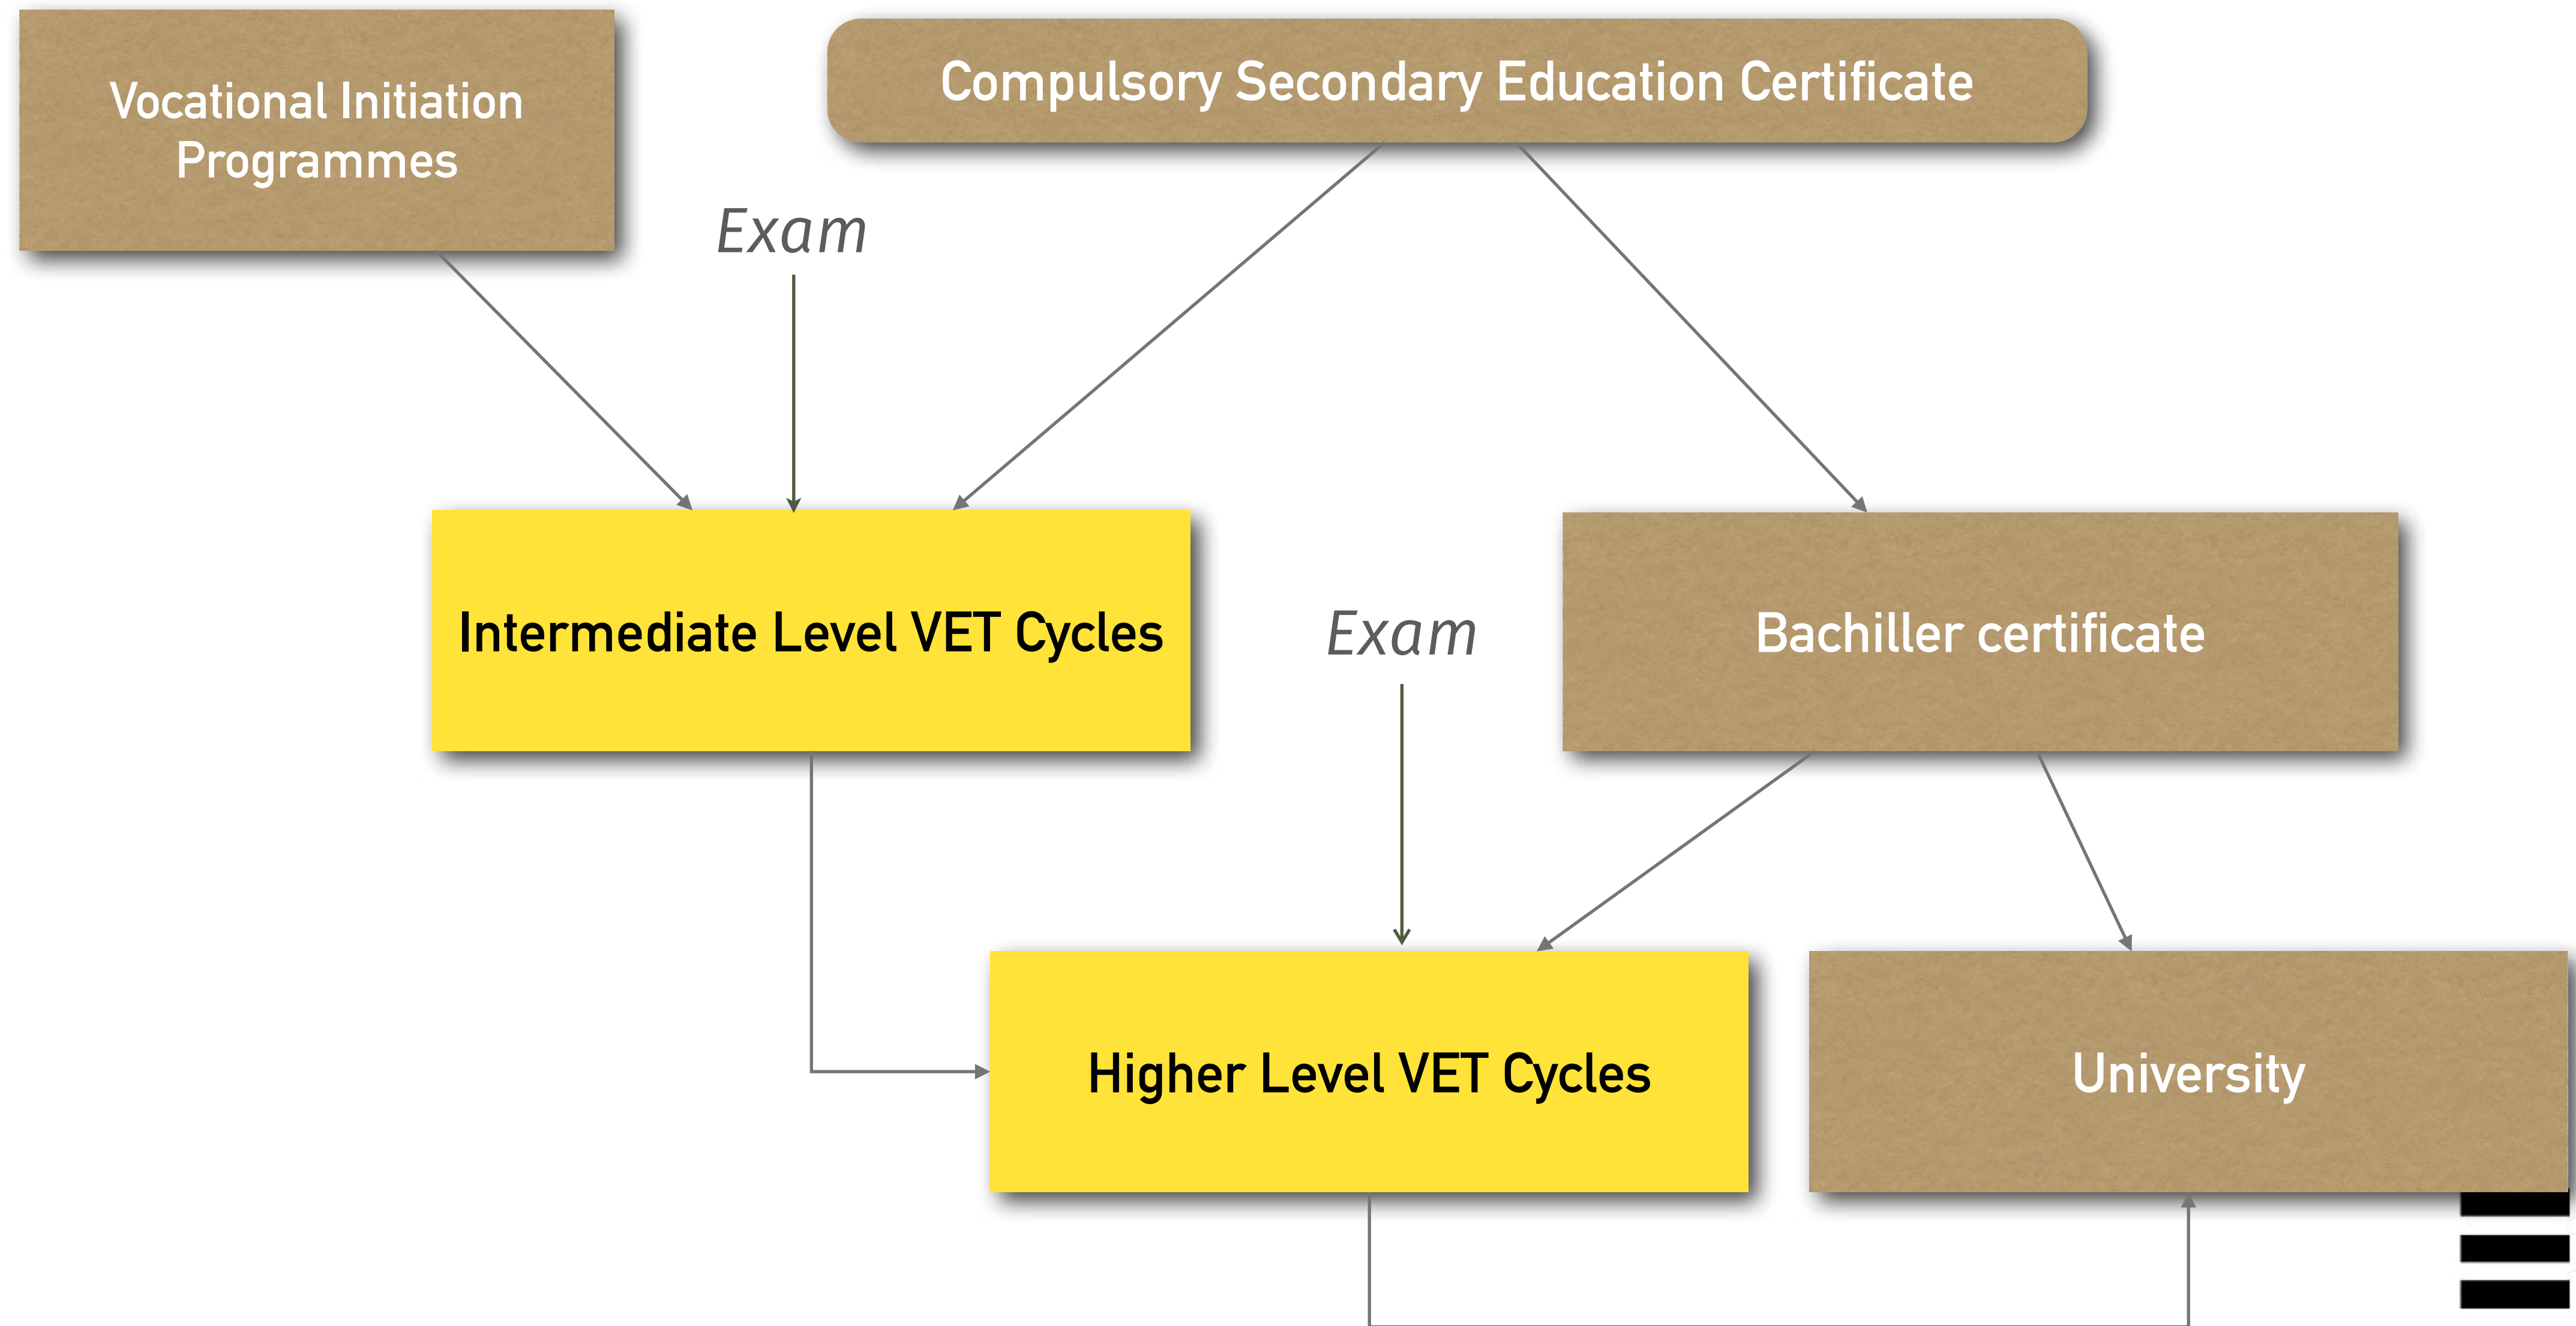 Vocational Initiation
Programmes
Compulsory Secondary Education Certificate
Exam
Intermediate Level VET Cycles
Exam
Bachiller certificate
Higher Level VET Cycles
University